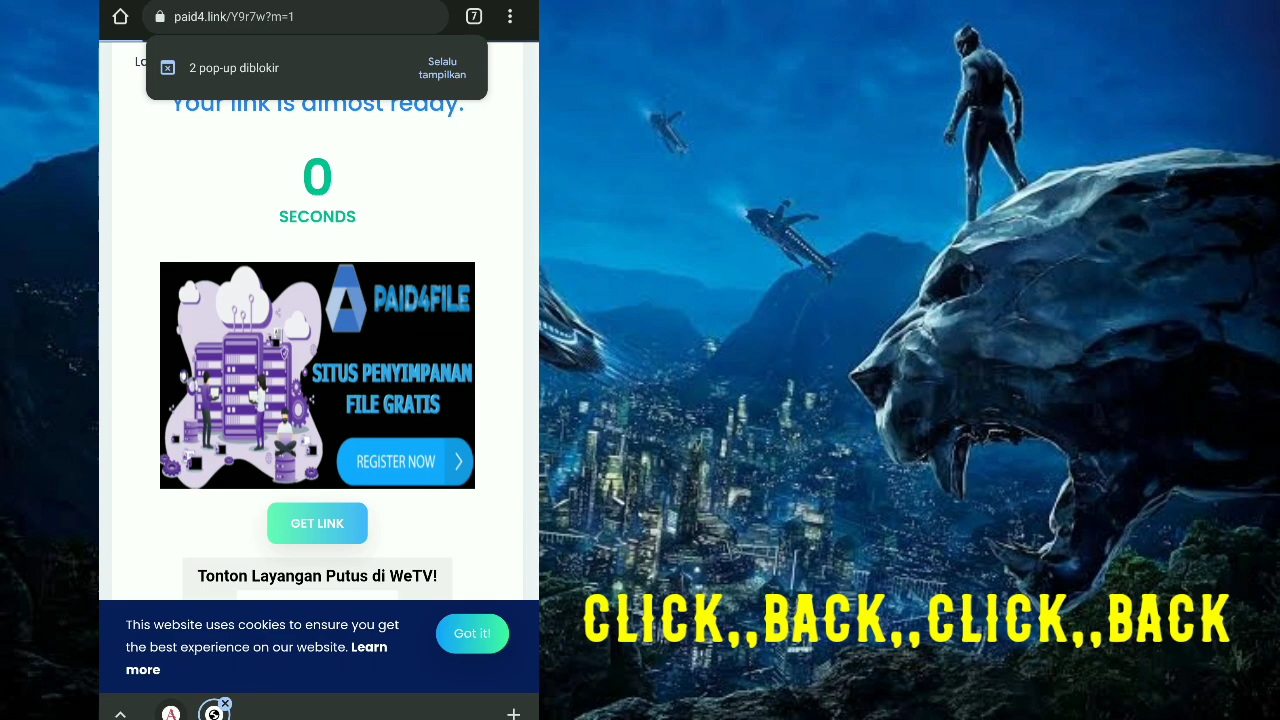 paid4.link/Y9r7w?m=1
7
2 pop-up diblokir
Selalu
tampilkan
Your link is almost ready.
0
SECONDS
PAID4FILE
SITUS PENYIMPANAN
FILE GRATIS
REGISTER NOW
GET LINK
Tonton Layangan Putus di WeTV!
This website uses cookies to ensure you get
the best experience on our website. Learn
more
Got it!
CLICK,,BACK,,CLICK,,BACK